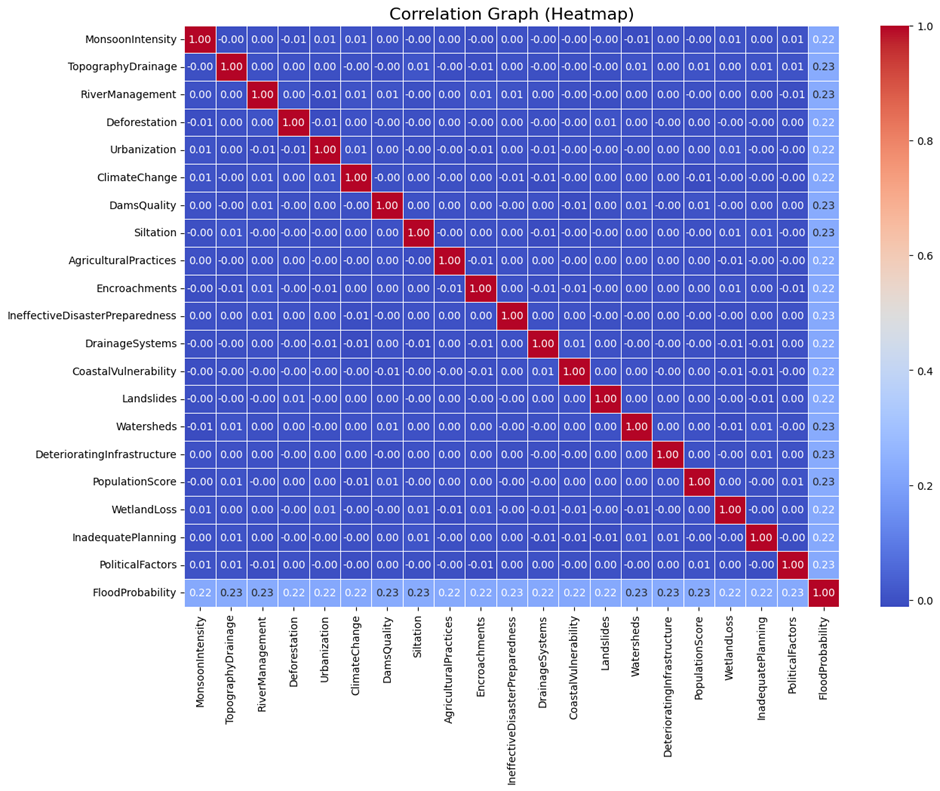 Correlation Graph (Heatmap)
MonsoonIntensity 1.00 -0.00 0.00 -0.01 0.01 0.01 0.00 -0.00 0.00 -0.00 0.00 -0.00 -0.00 -0.00 -0.01 0.00 -0.00 0.01 0.00 0.01 0.22
TopographyDrainage -0.00 1.00 0.00 0.00 0.00 -0.00 -0.00 0.01 -0.00 -0.01 0.00 -0.00 -0.00 -0.00 0.01 0.00 0.01 0.00 0.01 0.01 0.23
RiverManagement 0.00 0.00 1.00 0.00 -0.01 0.01 0.01 -0.00 0.00 0.01 0.01 0.00 -0.00 -0.00 0.00 0.00 0.00 0.00 0.00 -0.01 0.23
Deforestation -0.01 0.00 0.00 1.00 -0.01 0.00 0.00 -0.00 0.00 -0.00 0.00 -0.00 -0.00 0.01 0.00 0.00 -0.00 -0.00 -0.00 0.00 0.22
Urbanization 0.01 0.00 -0.01 -0.01 1.00 0.01 0.00 -0.00 0.00 -0.01 0.00 -0.01 0.00 -0.00 -0.00 -0.00 -0.00 0.00 0.00 0.00 0.22
ClimateChange 0.01 -0.00 0.01 0.00 0.01 1.00 -0.00 0.00 -0.00 0.00 -0.01 -0.01 0.00 -0.00 -0.00 0.00 -0.01 -0.00 0.00 -0.00 0.22
DamsQuality 0.00 -0.00 0.01 0.00 0.00 -0.00 1.00 0.00 0.00 0.00 0.00 0.00 -0.01 0.00 0.01 -0.00 0.01 -0.00 0.00 -0.00 0.23
Siltation -0.00 0.01 -0.00 -0.00 -0.00 0.00 0.00 1.00 0.00 0.00 -0.00 -0.01 -0.00 -0.00 -0.00 0.00 -0.00 0.01 0.01 -0.00 0.23
AgriculturalPractices 0.00 -0.00 0.00 0.00 0.00 -0.00 0.00 0.00 1.00 -0.01 0.00 -0.00 -0.00 0.00 0.00 0.00 0.00 -0.01 -0.00 0.00 0.22
Encroachments -0.00 -0.01 0.01 -0.00 -0.01 0.00 0.00 0.00 -0.01 1.00 0.00 -0.01 -0.01 -0.00 0.00 -0.00 0.00 0.01 0.00 -0.01 0.22
IneffectiveDisasterPreparedness 0.00 0.00 0.01 0.00 0.00 -0.01 0.00 -0.00 0.00 0.00 1.00 0.00 0.00 -0.00 -0.00 0.00 -0.00 -0.00 0.00 0.00 0.23
DrainageSystems -0.00 -0.00 0.00 -0.00 -0.01 -0.01 0.00 -0.01 -0.00 -0.01 0.00 1.00 0.01 0.00 -0.00 0.00 0.00 -0.01 -0.01 0.00 0.22
CoastalVulnerability -0.00 -0.00 -0.00 -0.00 0.00 0.00 -0.01 -0.00 -0.00 -0.01 0.00 0.01 1.00 0.00 0.00 -0.00 0.00 0.00 -0.01 -0.00 0.22
Landslides -0.00 -0.00 -0.00 0.01 -0.00 -0.00 0.00 -0.00 0.00 -0.00 -0.00 0.00 0.00 1.00 0.00 0.00 0.00 0.00 -0.01 0.00 0.22
Watersheds -0.01 0.01 0.00 0.00 -0.00 -0.00 0.01 -0.00 0.00 0.00 -0.00 -0.00 0.00 0.00 1.00 0.00 0.00 -0.01 0.01 -0.00 0.23
DeterioratingInfrastructure 0.00 0.00 0.00 0.00 -0.00 0.00 -0.00 0.00 0.00 -0.00 0.00 0.00 -0.00 0.00 0.00 1.00 0.00 -0.00 0.01 0.00 0.23
PopulationScore -0.00 0.01 0.00 -0.00 -0.00 -0.01 0.01 -0.00 0.00 0.00 -0.00 0.00 0.00 0.00 0.00 0.00 1.00 0.00 -0.00 0.01 0.23
WetlandLoss 0.01 0.00 0.00 -0.00 0.00 -0.00 -0.00 0.01 -0.01 0.01 -0.00 -0.01 0.00 0.00 -0.01 -0.00 0.00 1.00 -0.00 0.00 0.22
InadequatePlanning 0.00 0.01 0.00 -0.00 0.00 0.00 0.00 0.01 -0.00 0.00 0.00 -0.01 -0.01 -0.01 0.01 0.01 -0.00 -0.00 1.00 -0.00 0.22
PoliticalFactors 0.01 0.01 -0.01 0.00 0.00 -0.00 -0.00 -0.00 0.00 -0.01 0.00 0.00 -0.00 0.00 -0.00 0.00 0.01 0.00 -0.00 1.00 0.23
FloodProbability 0.22 0.23 0.23 0.22 0.22 0.22 0.23 0.23 0.22 0.22 0.23 0.22 0.22 0.22 0.23 0.23 0.23 0.22 0.22 0.23 1.00
MonsoonIntensity
TopographyDrainage
RiverManagement
Deforestation
Urbanization
ClimateChange
DamsQuality
Siltation
AgriculturalPractices
Encroachments
IneffectiveDisasterPreparedness
DrainageSystems
CoastalVulnerability
Landslides
Watersheds
DeterioratingInfrastructure
PopulationScore
WetlandLoss
InadequatePlanning
PoliticalFactors
FloodProbability
1.0
0.8
0.6
0.4
0.2
0.0